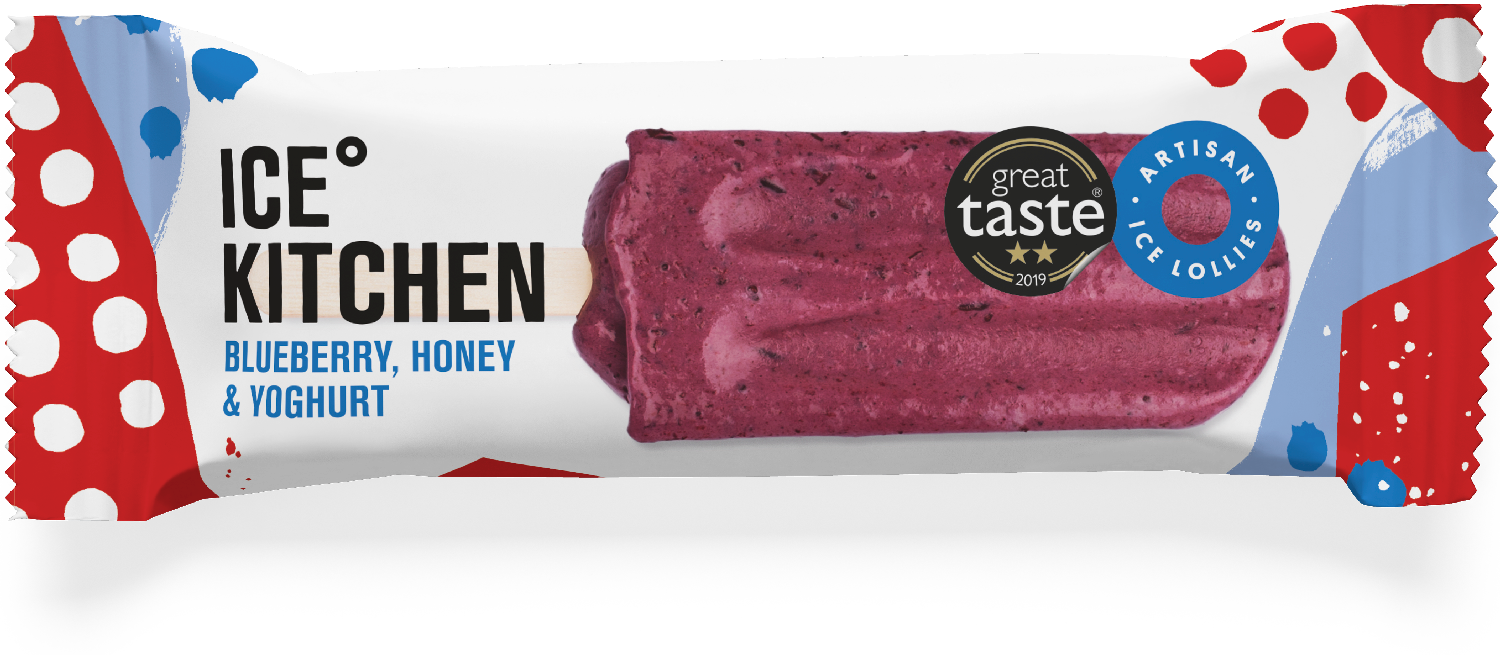 ICE°
KITCHEN
BLUEBERRY, HONEY
& YOGHURT
great
taste®
2019
ARTISAN
ICE LOLLIES